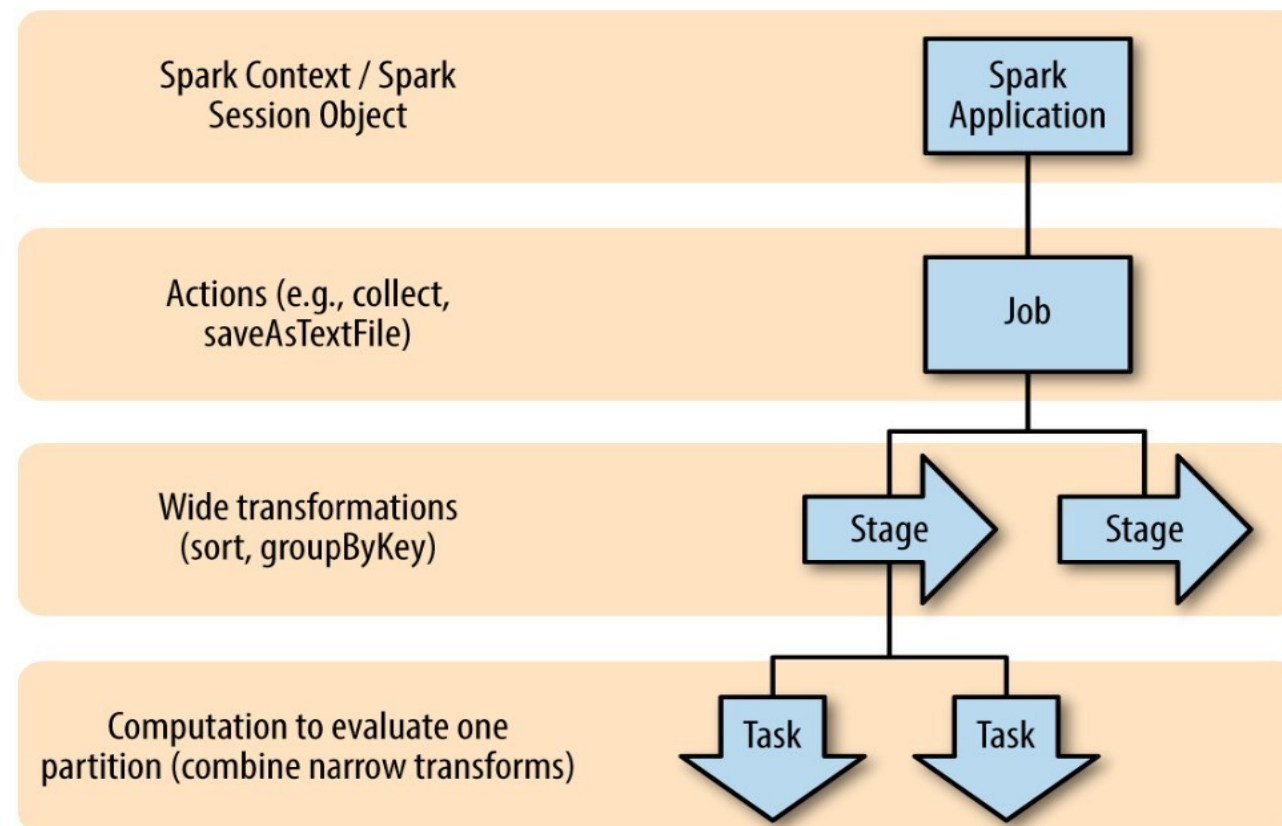 Spark Context / Spark
Session Object
Spark
Application
Actions (e.g., collect,
saveAsTextFile)
Job
Wide transformations
(sort, groupByKey)
Stage
Stage
Computation to evaluate one
partition (combine narrow transforms)
Task
Task